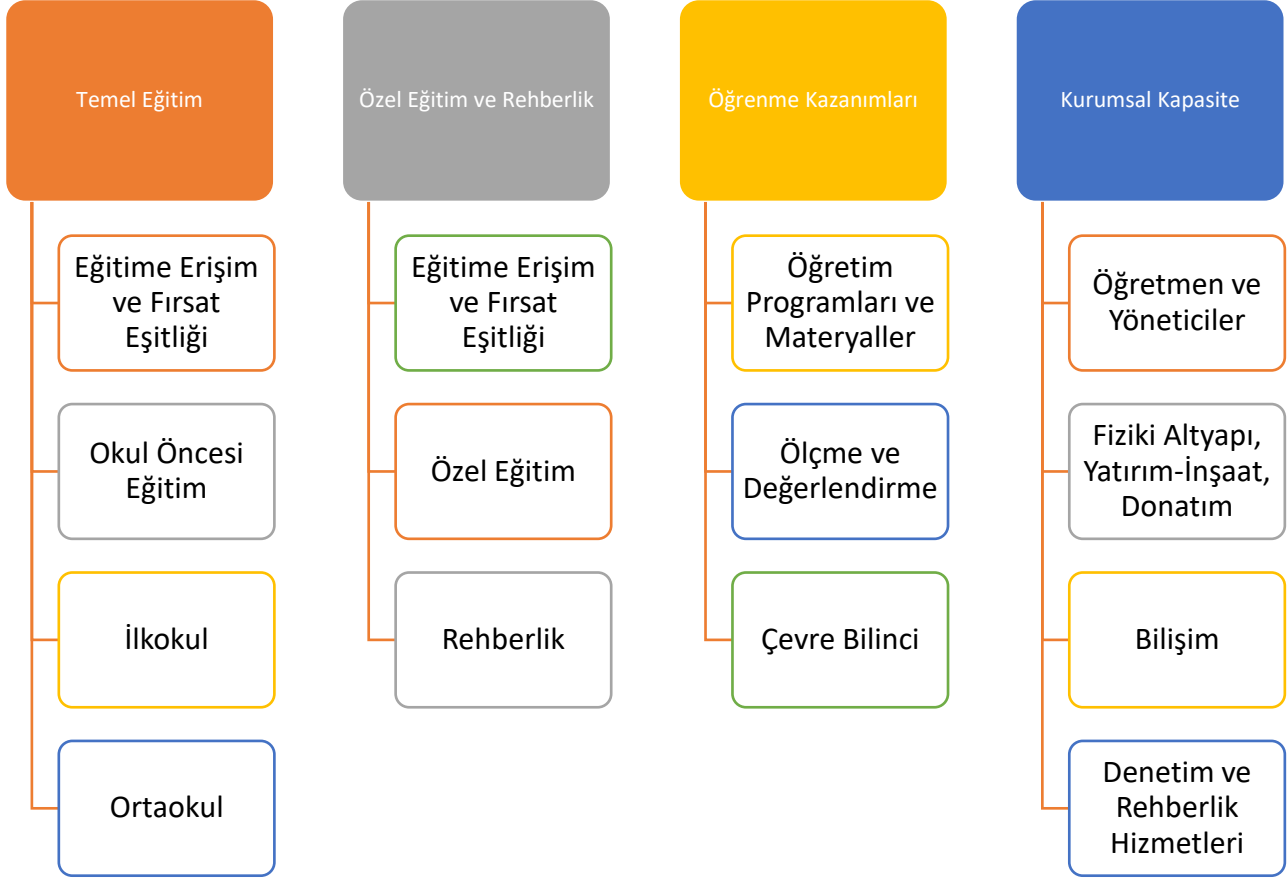 Temel Eğitim
Eğitime Erişim
ve Fırsat
Eşitliği
Okul Öncesi
Eğitim
İlkokul
Ortaokul
Özel Eğitim ve Rehberlik
Eğitime Erişim
ve Fırsat
Eşitliği
Özel Eğitim
Rehberlik
Öğrenme Kazanımları
Öğretim
Programları ve
Materyaller
Ölçme ve
Değerlendirme
Çevre Bilinci
Kurumsal Kapasite
Öğretmen ve
Yöneticiler
Fiziki Altyapı,
Yatırım-İnşaat,
Donatım
Bilişim
Denetim ve
Rehberlik
Hizmetleri